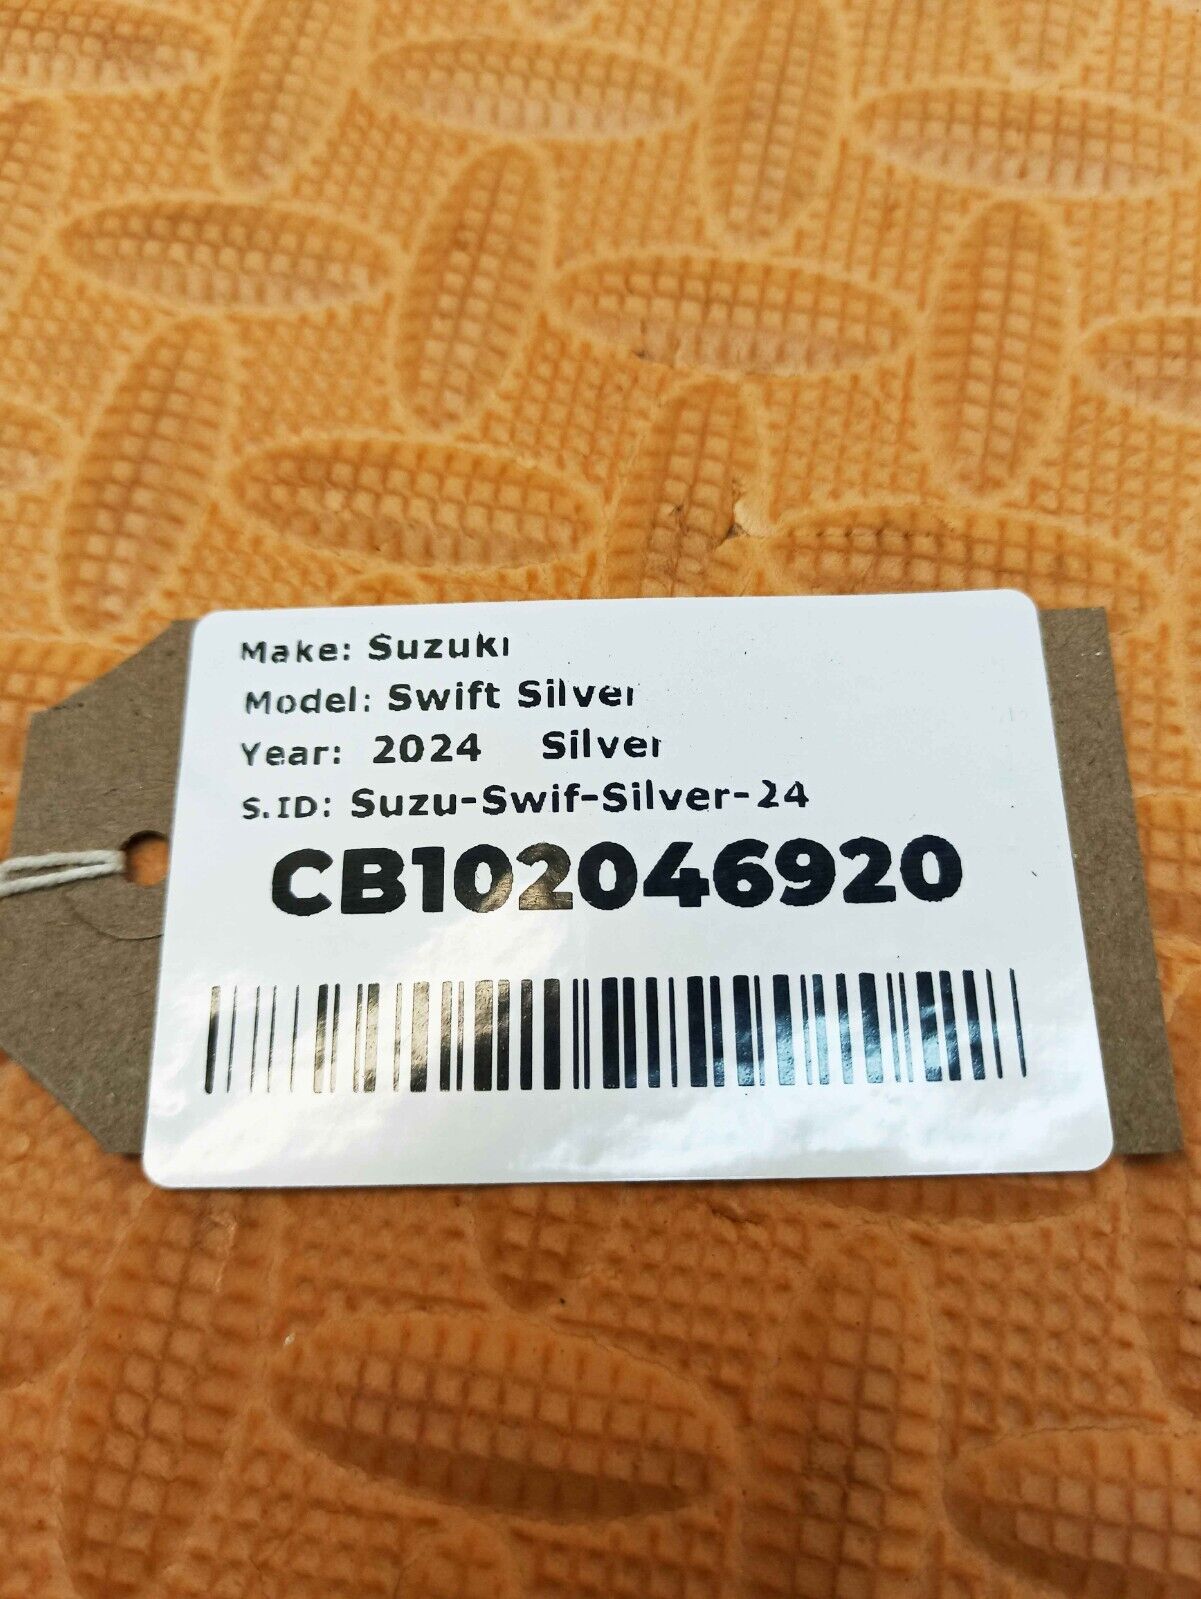 Make: Suzuki
Model: Swift Silver
Year: 2024 Silver
S.ID: Suzu-Swif-Silver-24
CB102046920